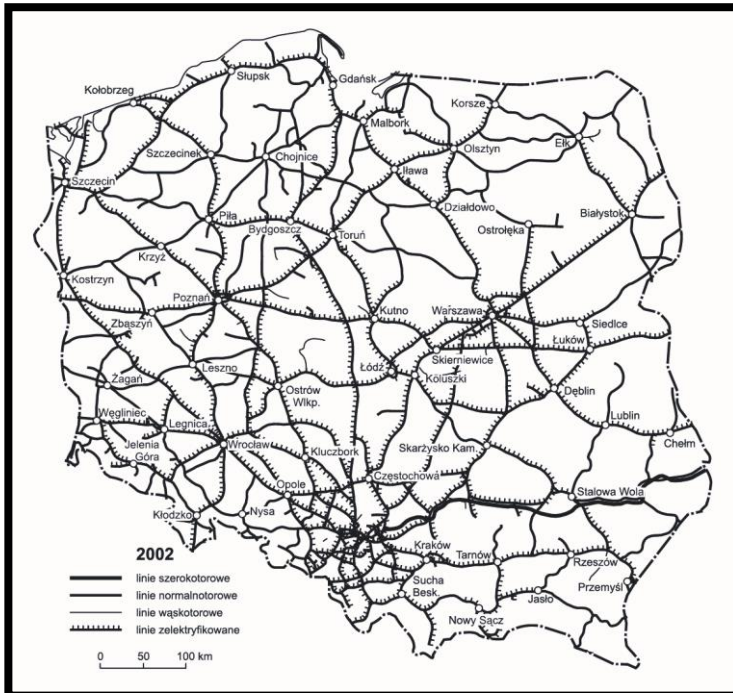 Słupsk
Gdańsk
Kołobrzeg
Korsze
Malbork
Ełk
Szczecinek
Chojnice
Olsztyn
Iława
Szczecin
Działdowo
Białystok
Piła
Bydgoszcz
Toruń
Ostrołęka
Krzyż
Kostrzyn
Poznań
Zbąszyń
Kutno
Warszawa
Siedlce
Łuków
Skierniewice
Leszno
Łódź
Koluszki
Żagań
Ostrów
Wlkp.
Dęblin
Węgliniec
Legnica
Lublin
Jelenia
Góra
Wrocław
Kluczbork
Skarżysko Kam.
Chełm
Opole
Częstochowa
Stalowa Wola
Kłodzko
Nysa
Kraków
Tarnów
Rzeszów
Przemyśl
Sucha
Besk.
Jasło
Nowy Sącz
2002
linie szerokotorowe
linie normalnotorowe
linie wąskotorowe
linie zelektryfikowane
0 50 100 km